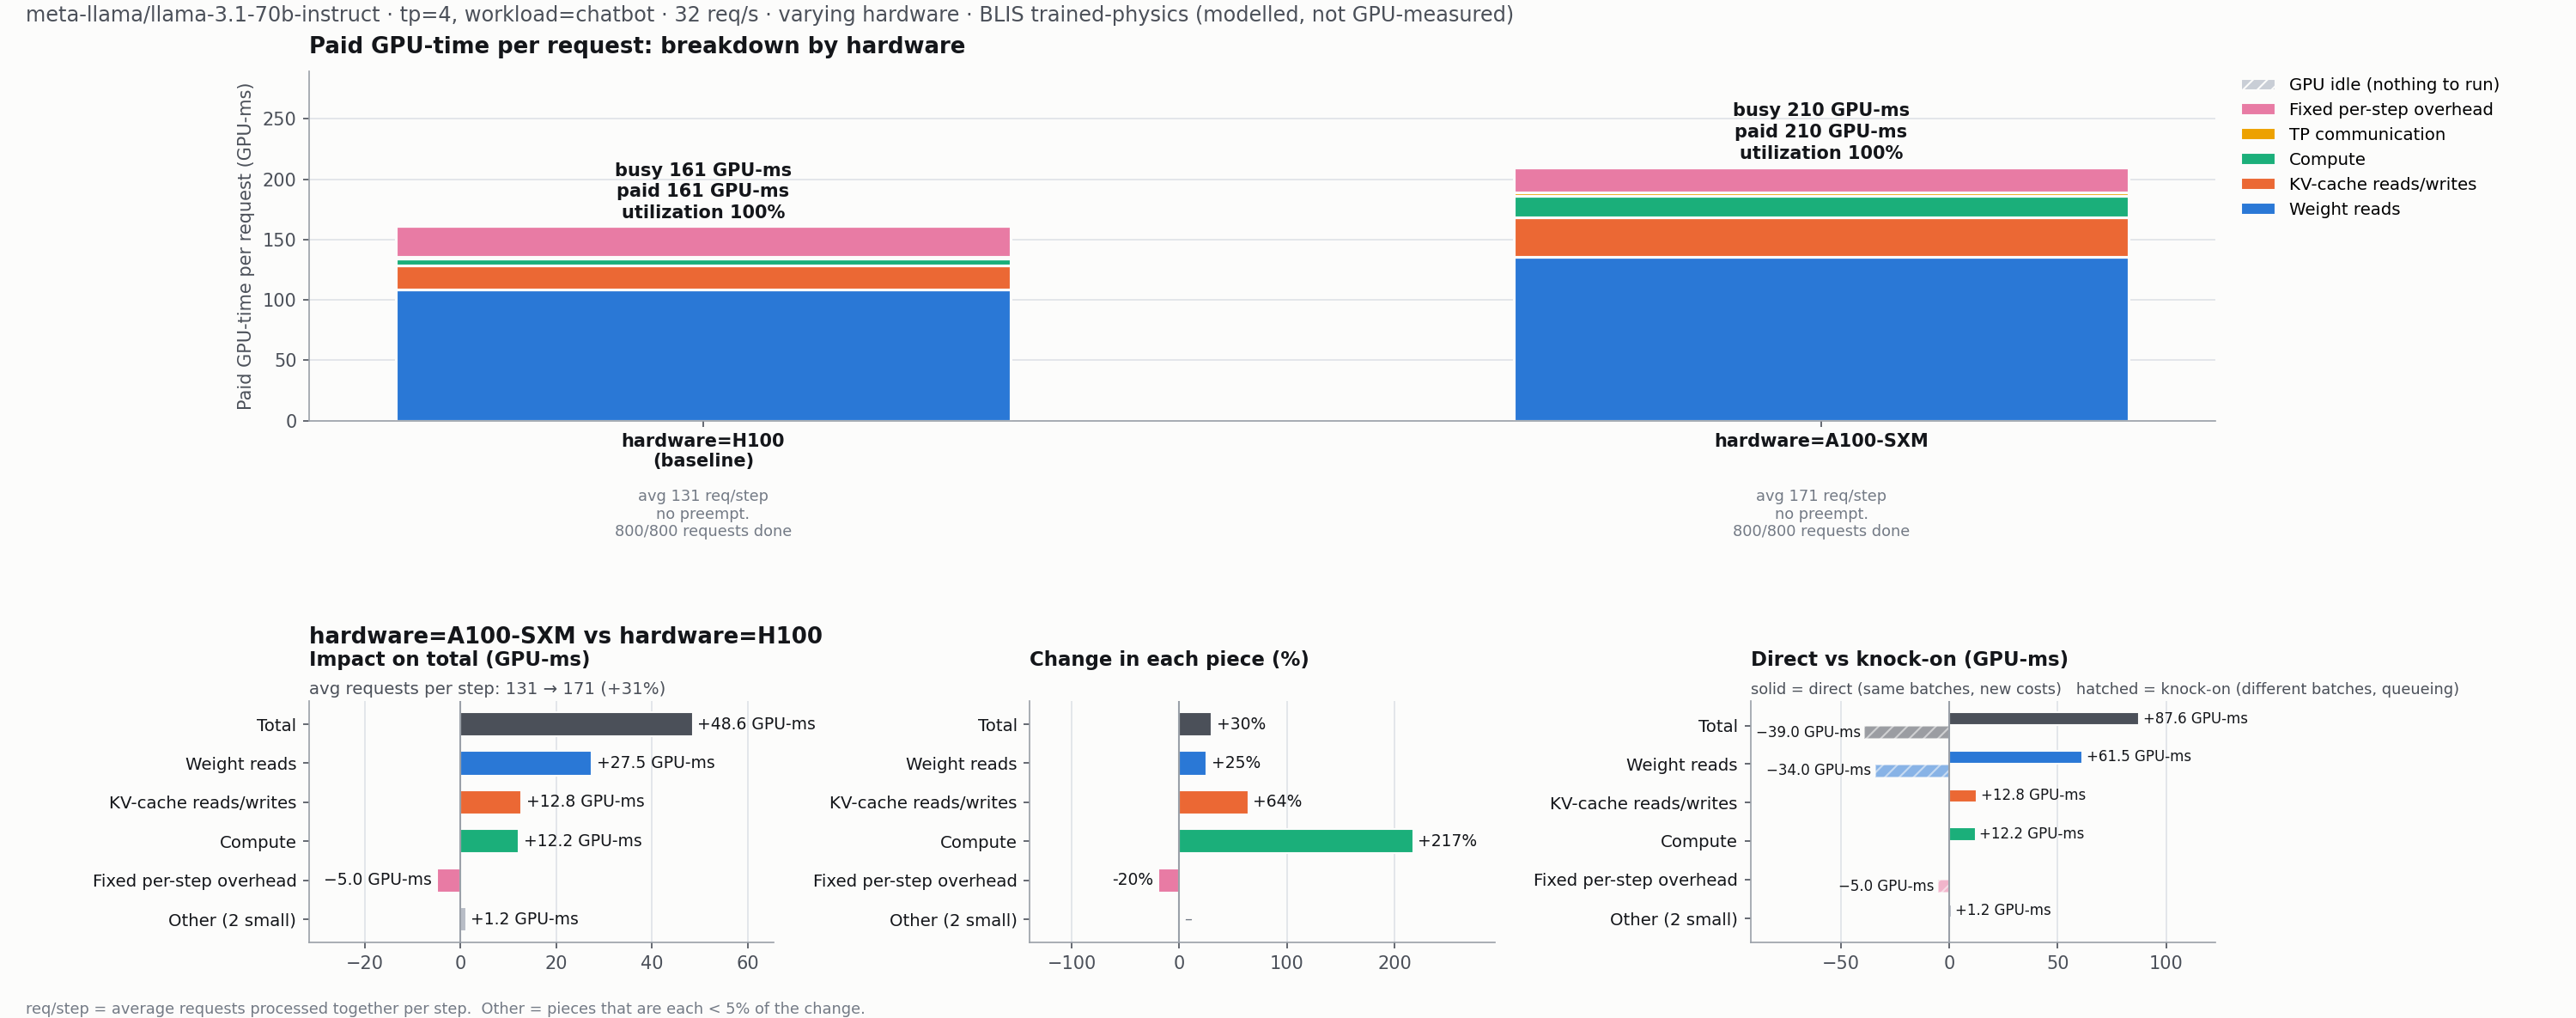 meta-llama/llama-3.1-70b-instruct · tp=4, workload=chatbot · 32 req/s · varying hardware · BLIS trained-physics (modelled, not GPU-measured)
Paid GPU-time per request: breakdown by hardware
Paid GPU-time per request (GPU-ms)
250
200
150
100
50
0
busy 161 GPU-ms
paid 161 GPU-ms
utilization 100%
busy 210 GPU-ms
paid 210 GPU-ms
utilization 100%
GPU idle (nothing to run)
Fixed per-step overhead
TP communication
Compute
KV-cache reads/writes
Weight reads
hardware=H100
(baseline)
hardware=A100-SXM
avg 131 req/step
no preempt.
800/800 requests done
avg 171 req/step
no preempt.
800/800 requests done
hardware=A100-SXM vs hardware=H100
Impact on total (GPU-ms)
avg requests per step: 131 → 171 (+31%)
Total
+48.6 GPU-ms
Weight reads
+27.5 GPU-ms
KV-cache reads/writes
+12.8 GPU-ms
Compute
+12.2 GPU-ms
Fixed per-step overhead
−5.0 GPU-ms
Other (2 small)
+1.2 GPU-ms
−20 0 20 40 60
Change in each piece (%)
Total
+30%
Weight reads
+25%
KV-cache reads/writes
+64%
Compute
+217%
Fixed per-step overhead
-20%
Other (2 small)
–
−100 0 100 200
Direct vs knock-on (GPU-ms)
solid = direct (same batches, new costs) hatched = knock-on (different batches, queueing)
Total
+87.6 GPU-ms
−39.0 GPU-ms
Weight reads
+61.5 GPU-ms
−34.0 GPU-ms
KV-cache reads/writes
+12.8 GPU-ms
Compute
+12.2 GPU-ms
Fixed per-step overhead
−5.0 GPU-ms
Other (2 small)
+1.2 GPU-ms
−50 0 50 100
req/step = average requests processed together per step. Other = pieces that are each < 5% of the change.